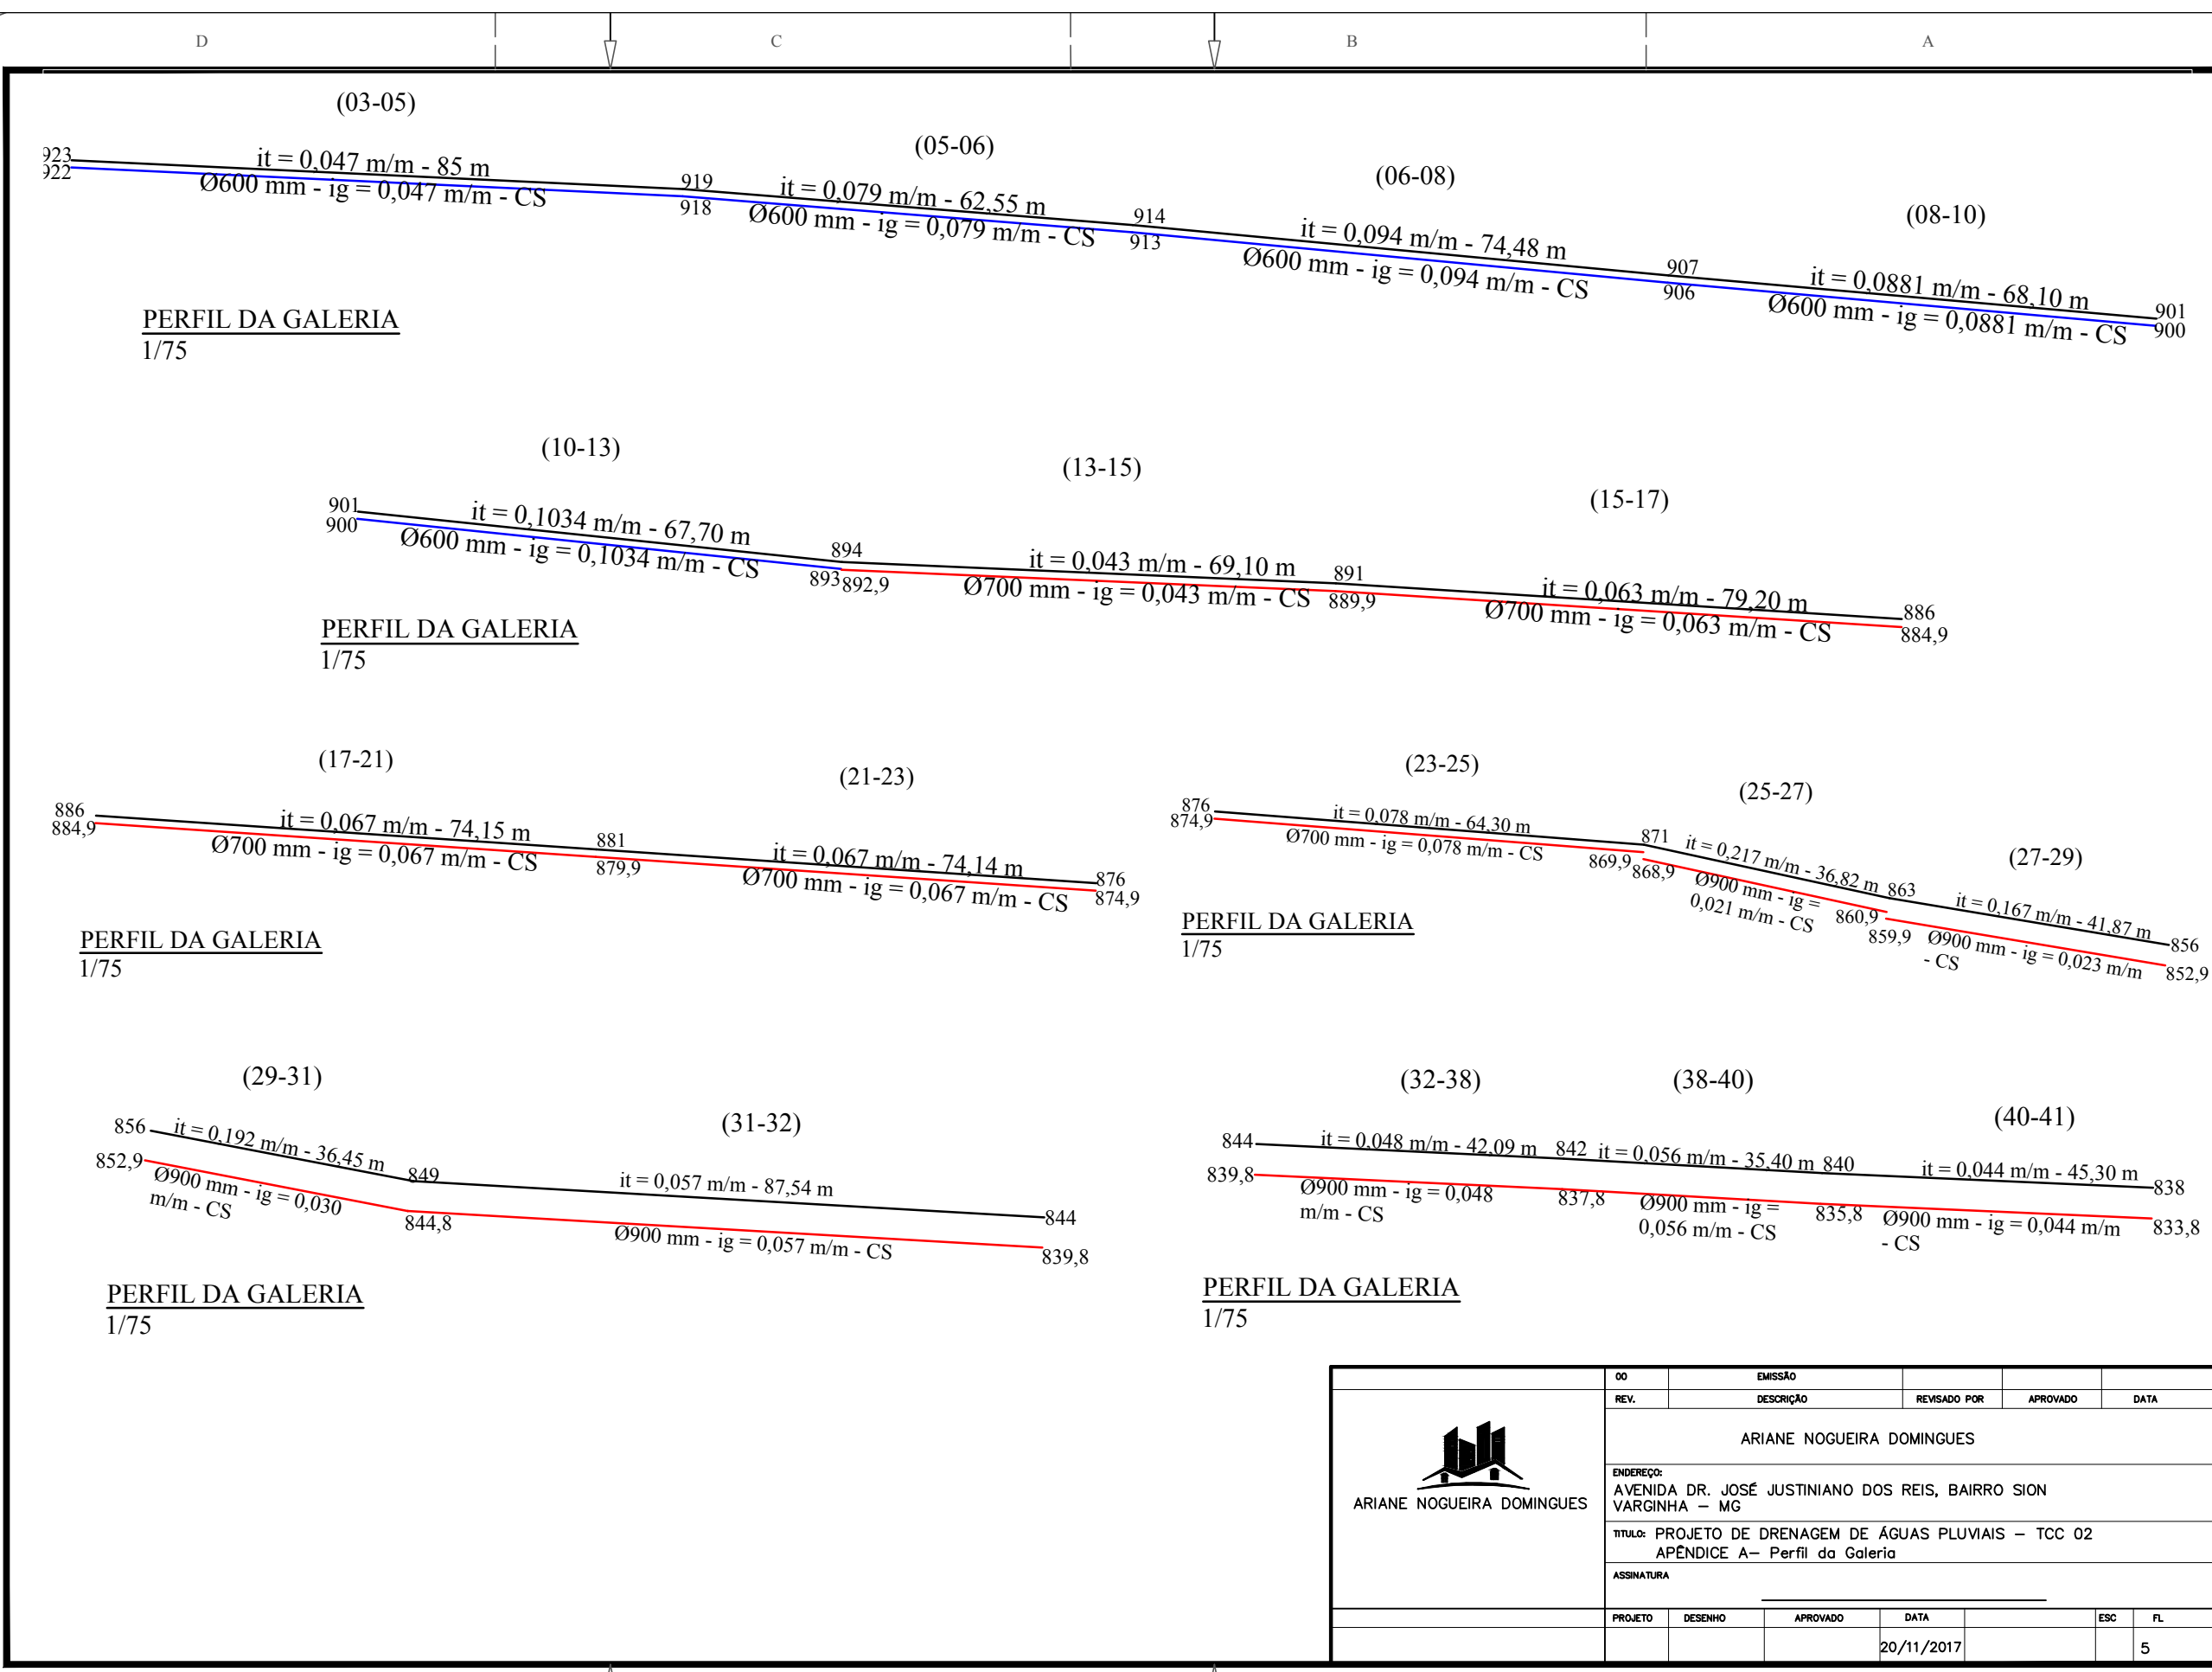 D C B A
(03-05)
(05-06)
(06-08)
(08-10)
923
922
it = 0,047 m/m - 85 m
Ø600 mm - ig = 0,047 m/m - CS
919
918
it = 0,079 m/m - 62,55 m
Ø600 mm - ig = 0,079 m/m - CS
914
913
it = 0,094 m/m - 74,48 m
Ø600 mm - ig = 0,094 m/m - CS
907
906
it = 0,0881 m/m - 68,10 m
Ø600 mm - ig = 0,0881 m/m - CS
901
900
PERFIL DA GALERIA
1/75
(10-13)
(13-15)
(15-17)
901
900
it = 0,1034 m/m - 67,70 m
Ø600 mm - ig = 0,1034 m/m - CS
894
893 892,9
it = 0,043 m/m - 69,10 m
Ø700 mm - ig = 0,043 m/m - CS
891
889,9
it = 0,063 m/m - 79,20 m
Ø700 mm - ig = 0,063 m/m - CS
886
884,9
PERFIL DA GALERIA
1/75
(17-21)
(21-23)
886
884,9
it = 0,067 m/m - 74,15 m
Ø700 mm - ig = 0,067 m/m - CS
881
879,9
it = 0,067 m/m - 74,14 m
Ø700 mm - ig = 0,067 m/m - CS
876
874,9
PERFIL DA GALERIA
1/75
(23-25)
(25-27)
(27-29)
876
874,9
it = 0,078 m/m - 64,30 m
Ø700 mm - ig = 0,078 m/m - CS
871
869,9 868,9
it = 0,217 m/m - 36,82 m
Ø900 mm - ig =
0,021 m/m - CS
863
860,9
859,9
it = 0,167 m/m - 41,87 m
Ø900 mm - ig = 0,023 m/m
- CS
856
852,9
PERFIL DA GALERIA
1/75
(29-31)
(31-32)
856
852,9
it = 0,192 m/m - 36,45 m
Ø900 mm - ig = 0,030
m/m - CS
849
844,8
it = 0,057 m/m - 87,54 m
Ø900 mm - ig = 0,057 m/m - CS
844
839,8
PERFIL DA GALERIA
1/75
(32-38)
(38-40)
(40-41)
844
839,8
it = 0,048 m/m - 42,09 m
Ø900 mm - ig = 0,048
m/m - CS
842
837,8
it = 0,056 m/m - 35,40 m
Ø900 mm - ig =
0,056 m/m - CS
840
835,8
it = 0,044 m/m - 45,30 m
Ø900 mm - ig = 0,044 m/m
- CS
838
833,8
PERFIL DA GALERIA
1/75
ARIANE NOGUEIRA DOMINGUES
00 EMISSÃO
REV. DESCRIÇÃO REVISADO POR APROVADO DATA
ARIANE NOGUEIRA DOMINGUES
ENDEREÇO:
AVENIDA DR. JOSÉ JUSTINIANO DOS REIS, BAIRRO SION
VARGINHA – MG
TITULO: PROJETO DE DRENAGEM DE ÁGUAS PLUVIAIS – TCC 02
APÊNDICE A– Perfil da Galeria
ASSINATURA
PROJETO DESENHO APROVADO DATA ESC FL
20/11/2017 5